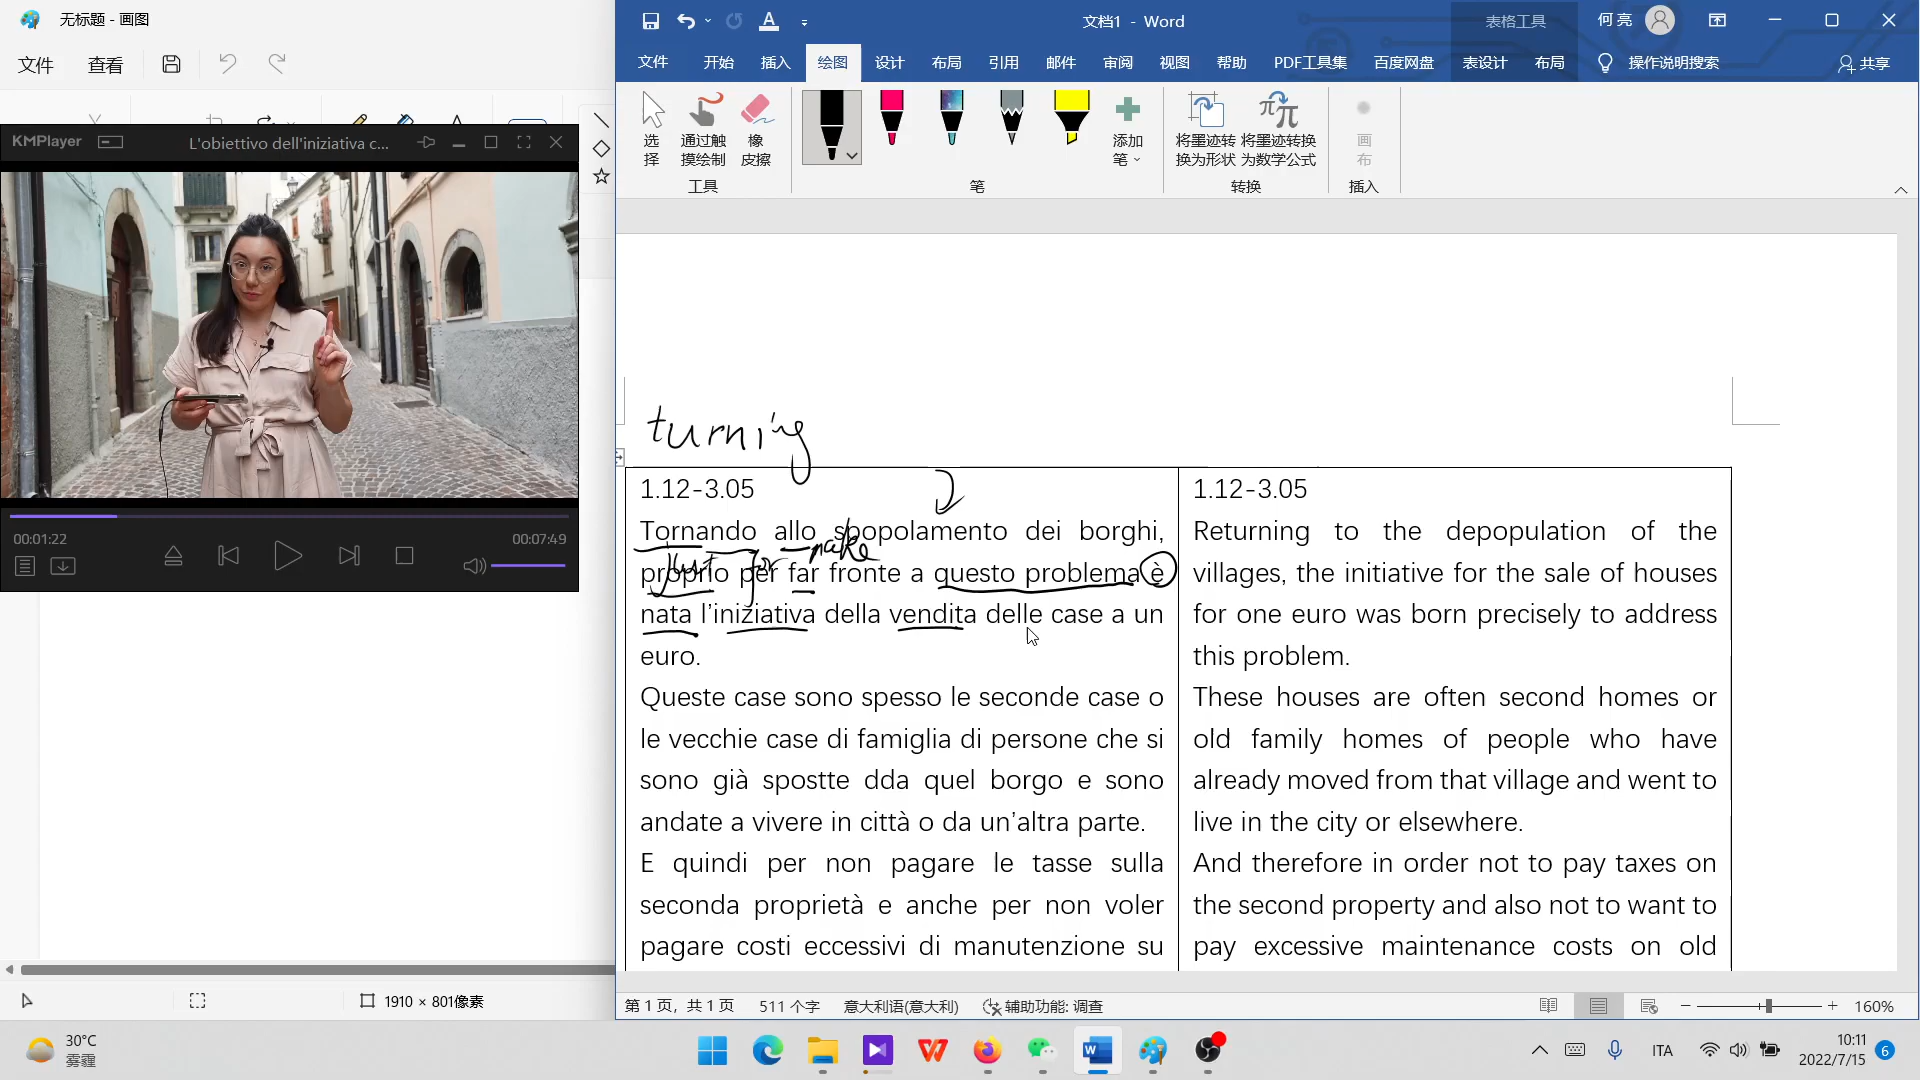 无标题 - 画图
文件 查看
KMPlayer L'obiettivo dell'iniziativa c...
00:01:22 00:07:49
1910 × 801像素
文档1 - Word
表格工具
何 亮
文件 开始 插入 绘图 设计 布局 引用 邮件 审阅 视图 帮助 PDF工具集 百度网盘 表设计 布局 操作说明搜索 共享
选择
通过触摸绘制
橡皮擦
添加笔
将墨迹转换为形状
将墨迹转换为数学公式
画布
工具 笔 转换 插入
turning
1.12-3.05
Tornando allo spopolamento dei borghi,
Just for make
proprio per far fronte a questo problema è
nata l’iniziativa della vendita delle case a un
euro.
Queste case sono spesso le seconde case o
le vecchie case di famiglia di persone che si
sono già spostte dda quel borgo e sono
andate a vivere in città o da un’altra parte.
E quindi per non pagare le tasse sulla
seconda proprietà e anche per non voler
pagare costi eccessivi di manutenzione su
1.12-3.05
Returning to the depopulation of the
villages, the initiative for the sale of houses
for one euro was born precisely to address
this problem.
These houses are often second homes or
old family homes of people who have
already moved from that village and went to
live in the city or elsewhere.
And therefore in order not to pay taxes on
the second property and also not to want to
pay excessive maintenance costs on old
第 1 页，共 1 页 511 个字 意大利语(意大利) 辅助功能: 调查 160%
30°C
雾霾
ITA
10:11
2022/7/15
6